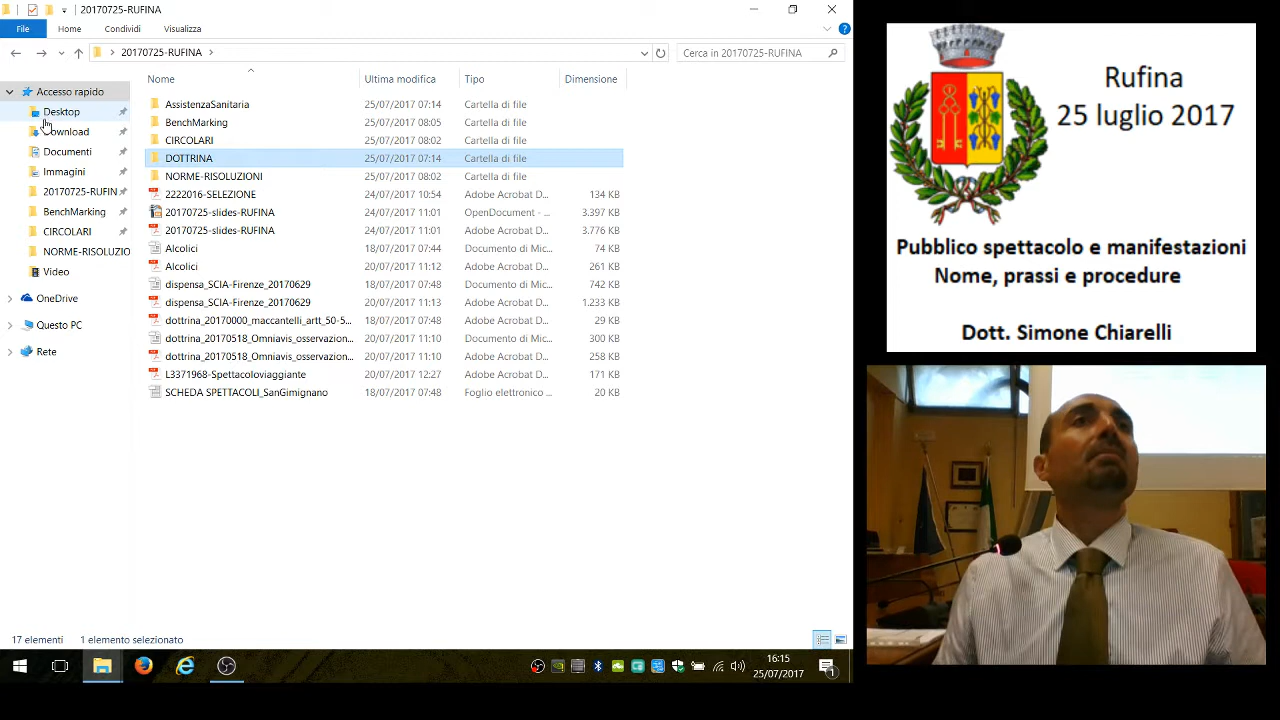 20170725-RUFINA
File Home Condividi Visualizza
20170725-RUFINA
Cerca in 20170725-RUFINA
Nome Ultima modifica Tipo Dimensione
Accesso rapido
Desktop
Download
Documenti
Immagini
20170725-RUFIN
BenchMarking
CIRCOLARI
NORME-RISOLUZIO
Video
OneDrive
Questo PC
Rete
AssistenzaSanitaria 25/07/2017 07:14 Cartella di file
BenchMarking 25/07/2017 08:05 Cartella di file
CIRCOLARI 25/07/2017 08:02 Cartella di file
DOTTRINA 25/07/2017 07:14 Cartella di file
NORME-RISOLUZIONI 25/07/2017 08:02 Cartella di file
2222016-SELEZIONE 24/07/2017 10:54 Adobe Acrobat D... 134 KB
20170725-slides-RUFINA 24/07/2017 11:01 OpenDocument - ... 3.397 KB
20170725-slides-RUFINA 24/07/2017 11:01 Adobe Acrobat D... 3.776 KB
Alcolici 18/07/2017 07:44 Documento di Mic... 74 KB
Alcolici 20/07/2017 11:12 Adobe Acrobat D... 261 KB
dispensa_SCIA-Firenze_20170629 18/07/2017 07:48 Documento di Mic... 742 KB
dispensa_SCIA-Firenze_20170629 20/07/2017 11:13 Adobe Acrobat D... 1.233 KB
dottrina_20170000_maccantelli_artt_50-5... 18/07/2017 07:48 Adobe Acrobat D... 29 KB
dottrina_20170518_Omniavis_osservazion... 20/07/2017 11:10 Documento di Mic... 300 KB
dottrina_20170518_Omniavis_osservazion... 20/07/2017 11:10 Adobe Acrobat D... 258 KB
L3371968-Spettacoloviaggiante 20/07/2017 12:27 Adobe Acrobat D... 171 KB
SCHEDA SPETTACOLI_SanGimignano 18/07/2017 07:48 Foglio elettronico ... 20 KB
17 elementi 1 elemento selezionato
16:15
25/07/2017
1
Rufina
25 luglio 2017
Pubblico spettacolo e manifestazioni
Nome, prassi e procedure
Dott. Simone Chiarelli